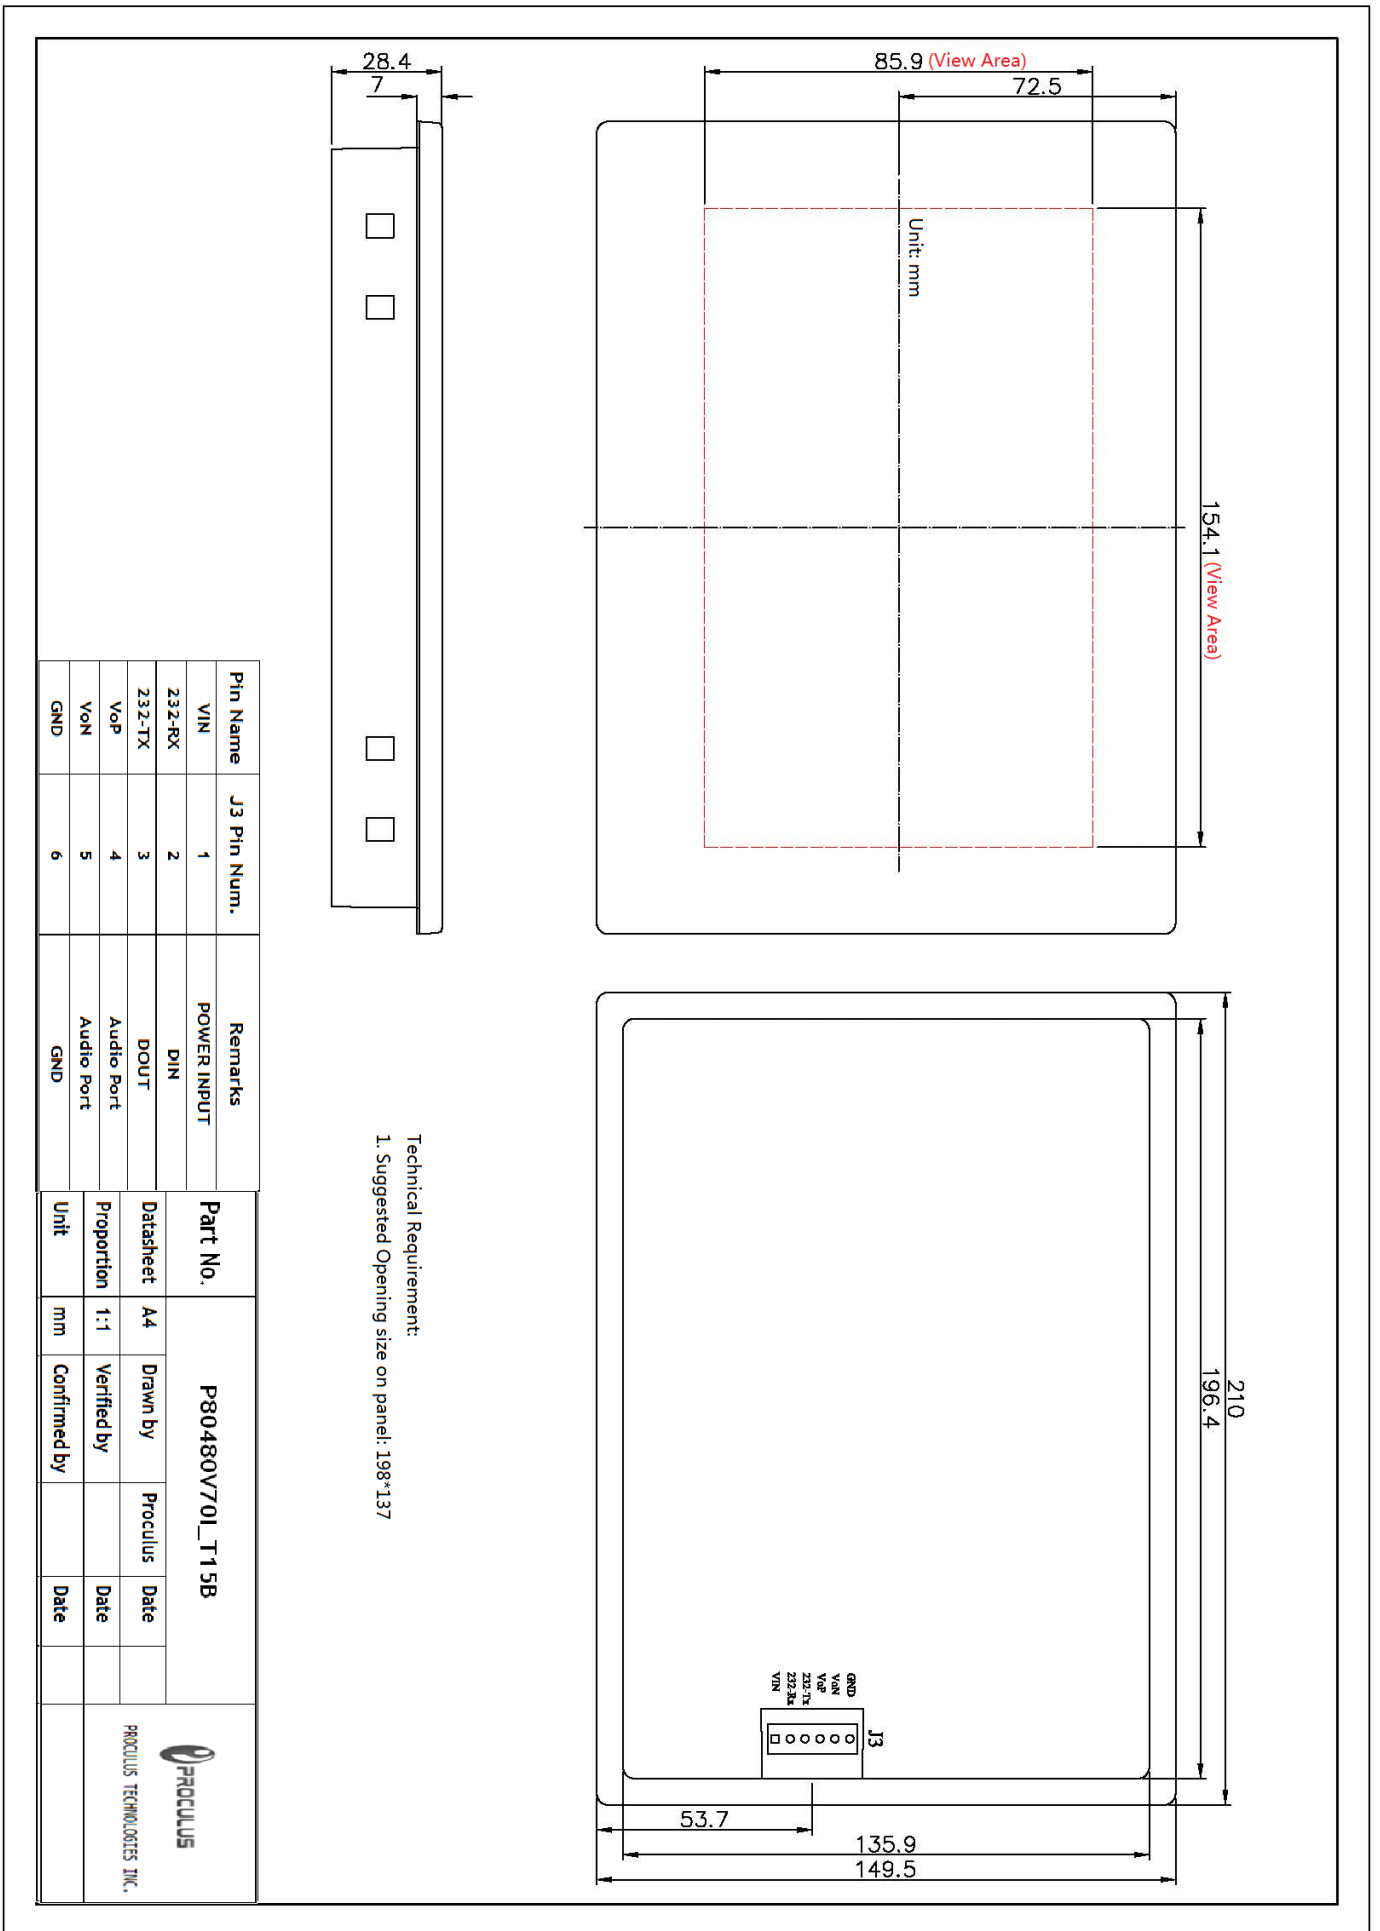 28.4
7
85.9 (View Area)
72.5
Unit: mm
154.1 (View Area)
210
196.4
GND
VoN
VoP
232-Tx
232-Rx
VIN
J3
53.7
135.9
149.5
Technical Requirement:
1. Suggested Opening size on panel: 198*137
Pin Name J3 Pin Num. Remarks
VIN 1 POWER INPUT
232-RX 2 DIN
232-TX 3 DOUT
VoP 4 Audio Port
VoN 5 Audio Port
GND 6 GND
Part No. P80480V70I_T15B
Datasheet A4 Drawn by Proculus Date
Proportion 1:1 Verified by Date
Unit mm Confirmed by Date
PROCULUS
PROCULUS TECHNOLOGIES INC.